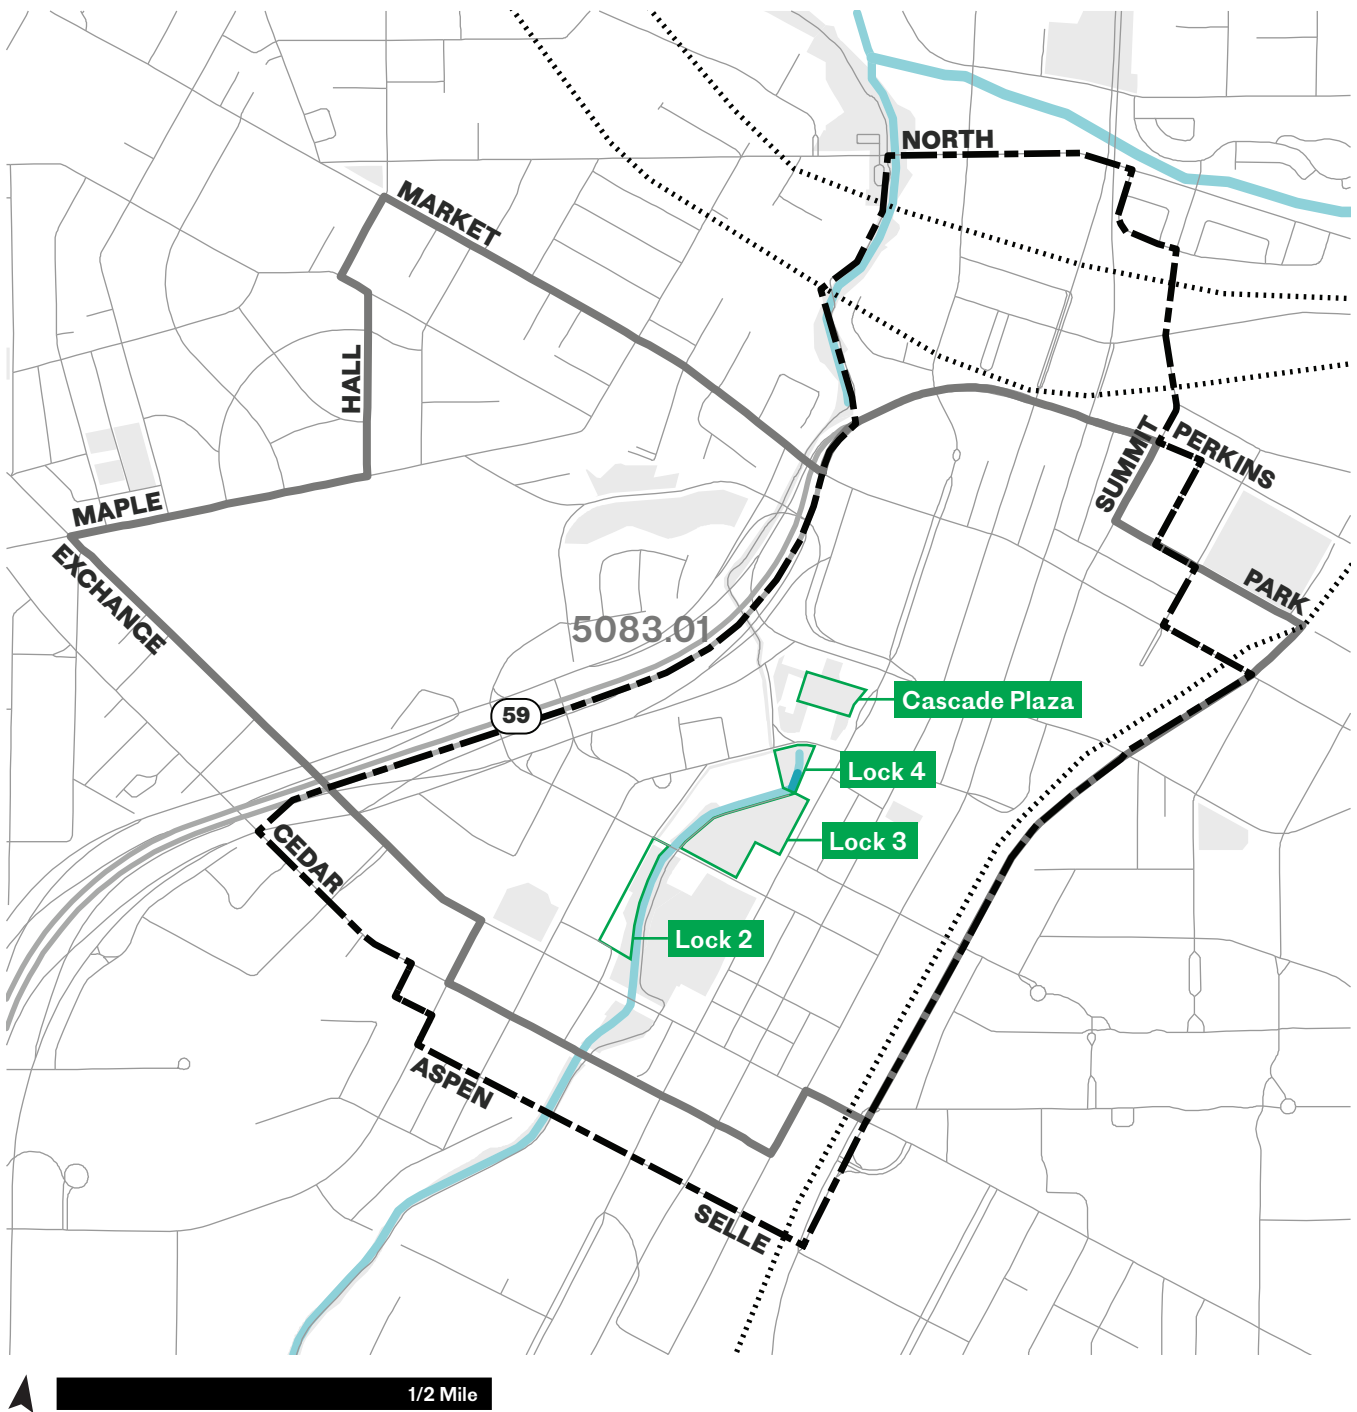 NORTH
MARKET
HALL
SUMMIT
PERKINS
MAPLE
EXCHANGE
PARK
5083.01
Cascade Plaza
59
Lock 4
CEDAR
Lock 3
Lock 2
ASPEN
SELLE
1/2 Mile